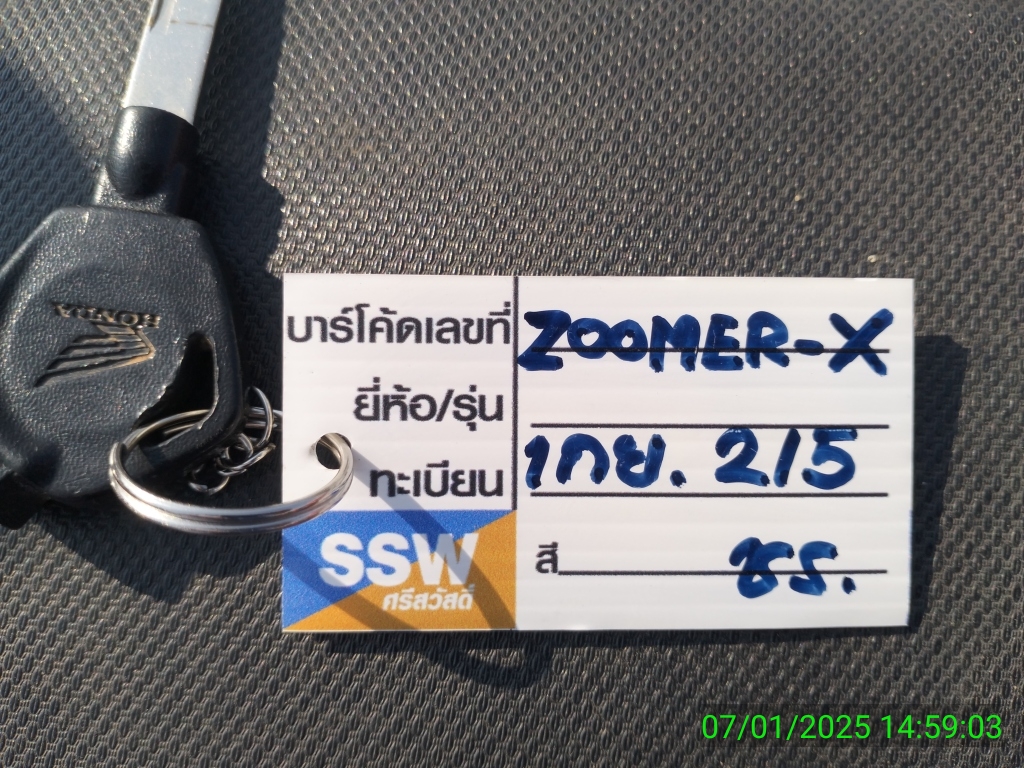 HONDA
บาร์โค้ดเลขที่ ZOOMER-X
ยี่ห้อ/รุ่น
ทะเบียน 1กย. 215
SSW
ศรีสวัสดิ์
สี ชร.
07/01/2025 14:59:03